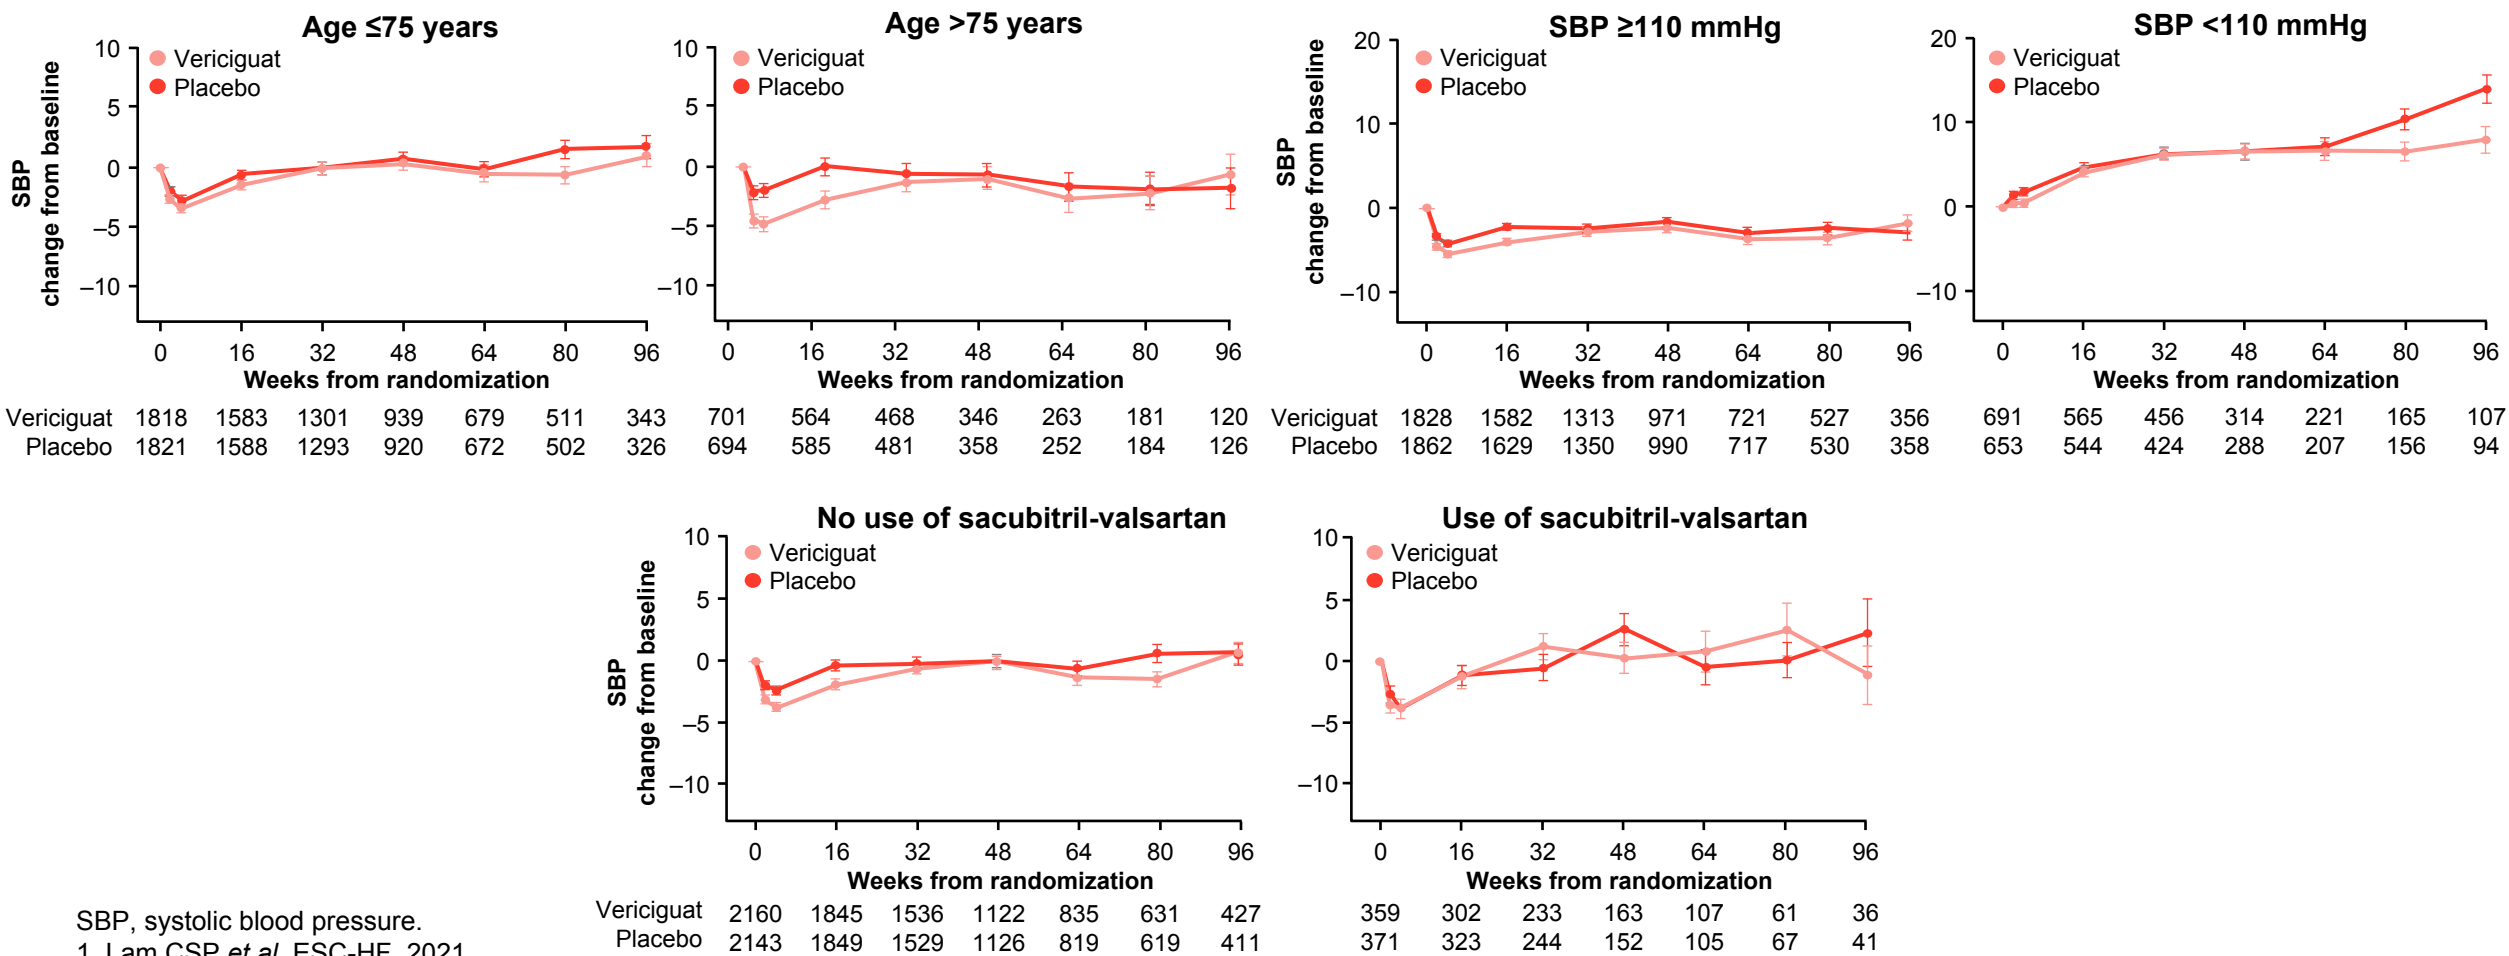 Age ≤75 years
Vericiguat
Placebo
SBP
change from baseline
10
5
0
–5
–10
0 16 32 48 64 80 96
Weeks from randomization
Vericiguat 1818 1583 1301 939 679 511 343
Placebo 1821 1588 1293 920 672 502 326
Age >75 years
Vericiguat
Placebo
10
5
0
–5
–10
0 16 32 48 64 80 96
Weeks from randomization
701 564 468 346 263 181 120
694 585 481 358 252 184 126
SBP ≥110 mmHg
Vericiguat
Placebo
SBP
change from baseline
20
10
0
–10
0 16 32 48 64 80 96
Weeks from randomization
Vericiguat 1828 1582 1313 971 721 527 356
Placebo 1862 1629 1350 990 717 530 358
SBP <110 mmHg
Vericiguat
Placebo
20
10
0
–10
0 16 32 48 64 80 96
Weeks from randomization
691 565 456 314 221 165 107
653 544 424 288 207 156 94
No use of sacubitril-valsartan
Vericiguat
Placebo
SBP
change from baseline
10
5
0
–5
–10
0 16 32 48 64 80 96
Weeks from randomization
Vericiguat 2160 1845 1536 1122 835 631 427
Placebo 2143 1849 1529 1126 819 619 411
Use of sacubitril-valsartan
Vericiguat
Placebo
10
5
0
–5
–10
0 16 32 48 64 80 96
Weeks from randomization
359 302 233 163 107 61 36
371 323 244 152 105 67 41
SBP, systolic blood pressure.
1. Lam CSP et al. ESC-HF. 2021